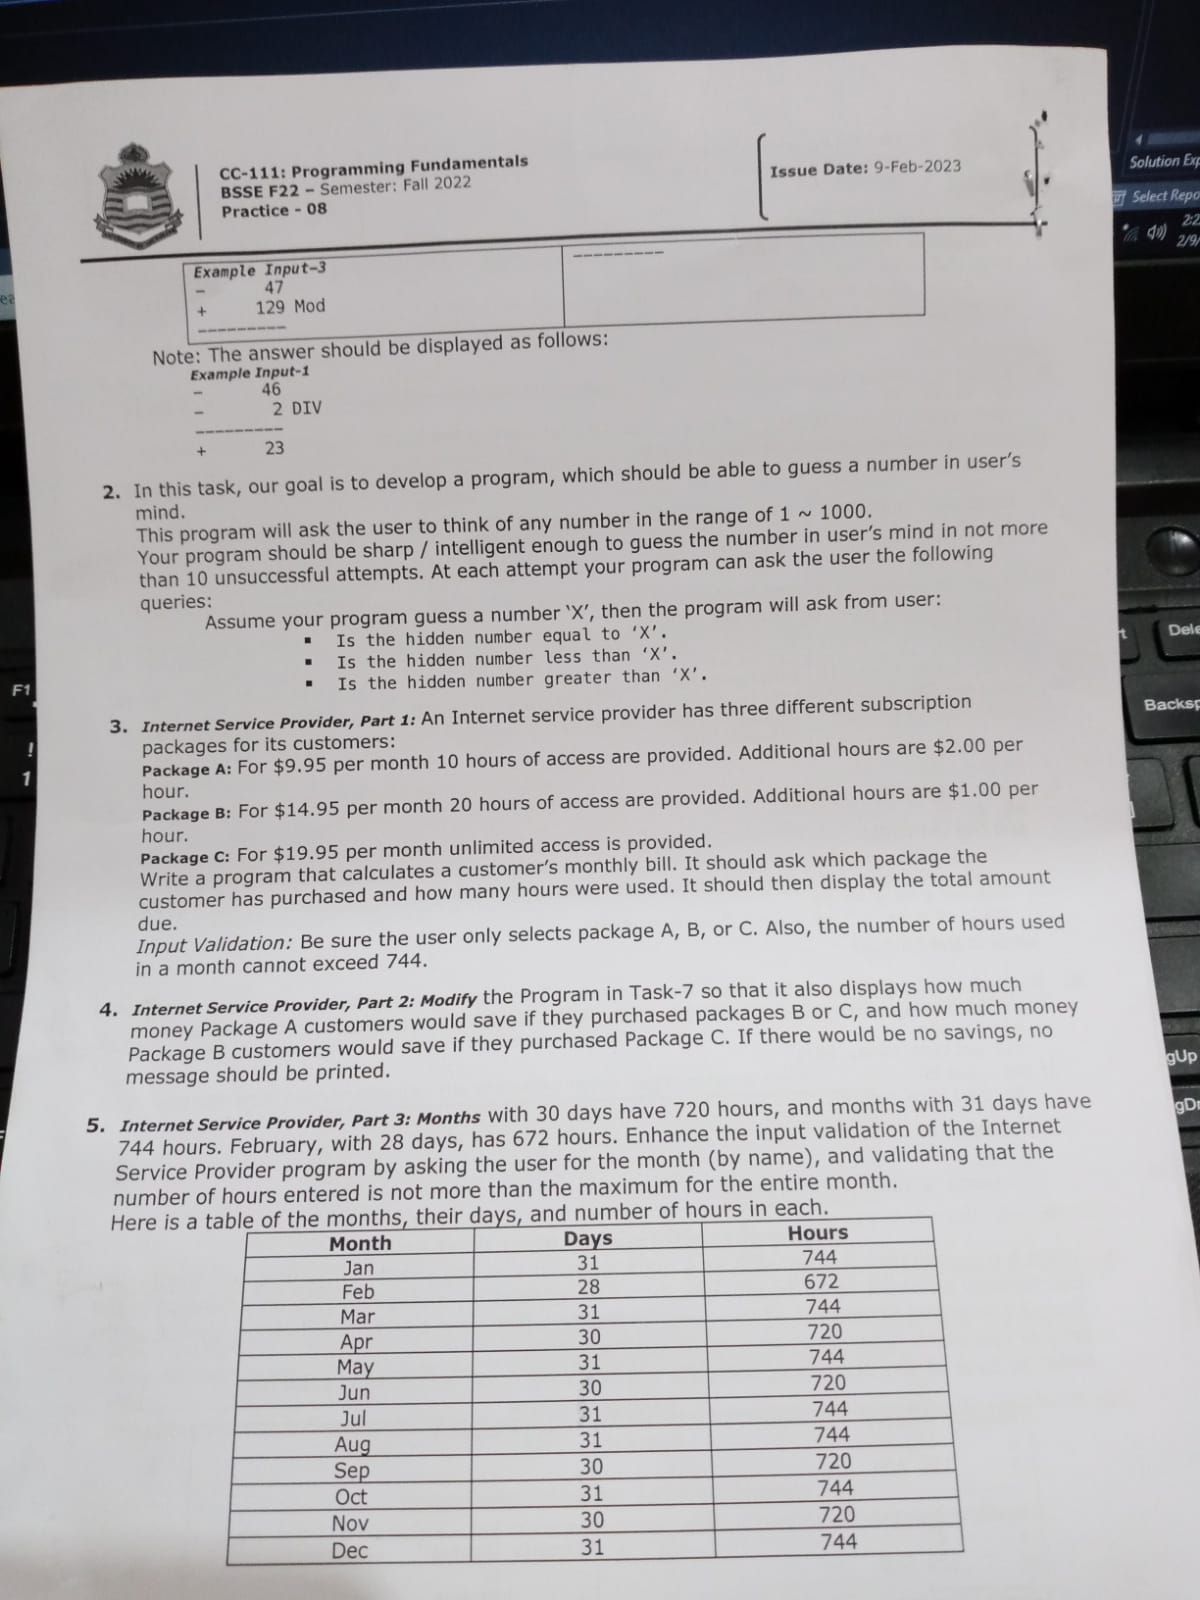 CC-111: Programming Fundamentals
BSSE F22 – Semester: Fall 2022
Practice - 08
Issue Date: 9-Feb-2023
Solution Exp
Select Repo
2:2
2/9/
Example Input-3
- 47
+ 129 Mod
---------
---------
Note: The answer should be displayed as follows:
Example Input-1
- 46
- 2 DIV
---------
+ 23
2. In this task, our goal is to develop a program, which should be able to guess a number in user's
mind.
This program will ask the user to think of any number in the range of 1 ~ 1000.
Your program should be sharp / intelligent enough to guess the number in user's mind in not more
than 10 unsuccessful attempts. At each attempt your program can ask the user the following
queries:
Assume your program guess a number 'X', then the program will ask from user:
▪ Is the hidden number equal to 'X'.
▪ Is the hidden number less than 'X'.
▪ Is the hidden number greater than 'X'.
3. Internet Service Provider, Part 1: An Internet service provider has three different subscription
packages for its customers:
Package A: For $9.95 per month 10 hours of access are provided. Additional hours are $2.00 per
hour.
Package B: For $14.95 per month 20 hours of access are provided. Additional hours are $1.00 per
hour.
Package C: For $19.95 per month unlimited access is provided.
Write a program that calculates a customer's monthly bill. It should ask which package the
customer has purchased and how many hours were used. It should then display the total amount
due.
Input Validation: Be sure the user only selects package A, B, or C. Also, the number of hours used
in a month cannot exceed 744.
4. Internet Service Provider, Part 2: Modify the Program in Task-7 so that it also displays how much
money Package A customers would save if they purchased packages B or C, and how much money
Package B customers would save if they purchased Package C. If there would be no savings, no
message should be printed.
5. Internet Service Provider, Part 3: Months with 30 days have 720 hours, and months with 31 days have
744 hours. February, with 28 days, has 672 hours. Enhance the input validation of the Internet
Service Provider program by asking the user for the month (by name), and validating that the
number of hours entered is not more than the maximum for the entire month.
Here is a table of the months, their days, and number of hours in each.
Month Days Hours
Jan 31 744
Feb 28 672
Mar 31 744
Apr 30 720
May 31 744
Jun 30 720
Jul 31 744
Aug 31 744
Sep 30 720
Oct 31 744
Nov 30 720
Dec 31 744
F1
!
1
Dele
Backsp
gUp
gD